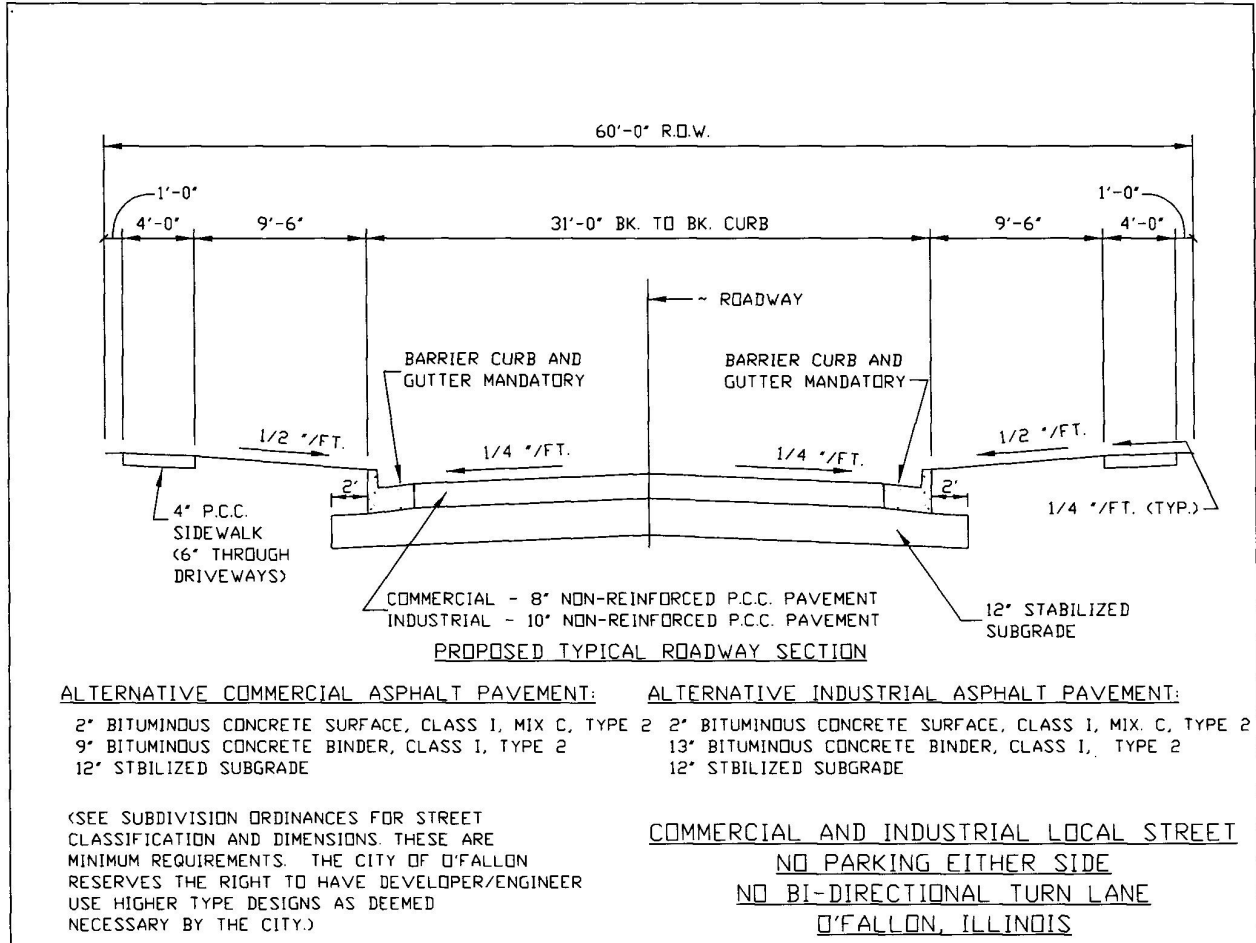 60'-0" R.O.W.
1'-0"
4'-0"
9'-6"
31'-0" BK. TO BK. CURB
9'-6"
1'-0"
4'-0"
~ ROADWAY
BARRIER CURB AND
GUTTER MANDATORY
BARRIER CURB AND
GUTTER MANDATORY
1/2 "/FT.
1/4 "/FT.
1/4 "/FT.
1/2 "/FT.
2'
2'
1/4 "/FT. (TYP.)
4" P.C.C.
SIDEWALK
(6" THROUGH
DRIVEWAYS)
COMMERCIAL - 8" NON-REINFORCED P.C.C. PAVEMENT
INDUSTRIAL - 10" NON-REINFORCED P.C.C. PAVEMENT
12" STABILIZED
SUBGRADE
PROPOSED TYPICAL ROADWAY SECTION
ALTERNATIVE COMMERCIAL ASPHALT PAVEMENT:
2" BITUMINOUS CONCRETE SURFACE, CLASS I, MIX C, TYPE 2
9" BITUMINOUS CONCRETE BINDER, CLASS I, TYPE 2
12" STBILIZED SUBGRADE
ALTERNATIVE INDUSTRIAL ASPHALT PAVEMENT:
2" BITUMINOUS CONCRETE SURFACE, CLASS I, MIX. C, TYPE 2
13" BITUMINOUS CONCRETE BINDER, CLASS I, TYPE 2
12" STBILIZED SUBGRADE
(SEE SUBDIVISION ORDINANCES FOR STREET
CLASSIFICATION AND DIMENSIONS. THESE ARE
MINIMUM REQUIREMENTS. THE CITY OF O'FALLON
RESERVES THE RIGHT TO HAVE DEVELOPER/ENGINEER
USE HIGHER TYPE DESIGNS AS DEEMED
NECESSARY BY THE CITY.)
COMMERCIAL AND INDUSTRIAL LOCAL STREET
NO PARKING EITHER SIDE
NO BI-DIRECTIONAL TURN LANE
O'FALLON, ILLINOIS